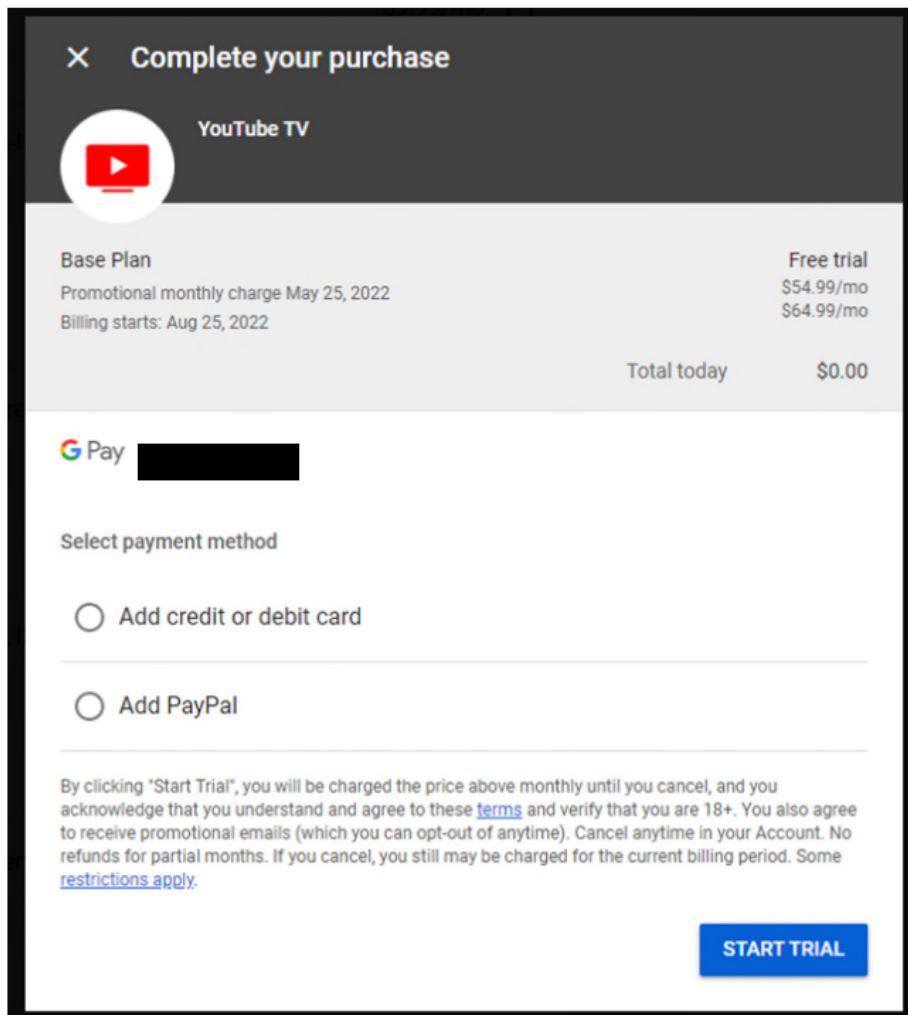 Complete your purchase
YouTube TV
Base Plan Free trial
Promotional monthly charge May 25, 2022 $54.99/mo
Billing starts: Aug 25, 2022 $64.99/mo
Total today $0.00
G Pay
Select payment method
Add credit or debit card
Add PayPal
By clicking "Start Trial", you will be charged the price above monthly until you cancel, and you
acknowledge that you understand and agree to these terms and verify that you are 18+. You also agree
to receive promotional emails (which you can opt-out of anytime). Cancel anytime in your Account. No
refunds for partial months. If you cancel, you still may be charged for the current billing period. Some
restrictions apply.
START TRIAL